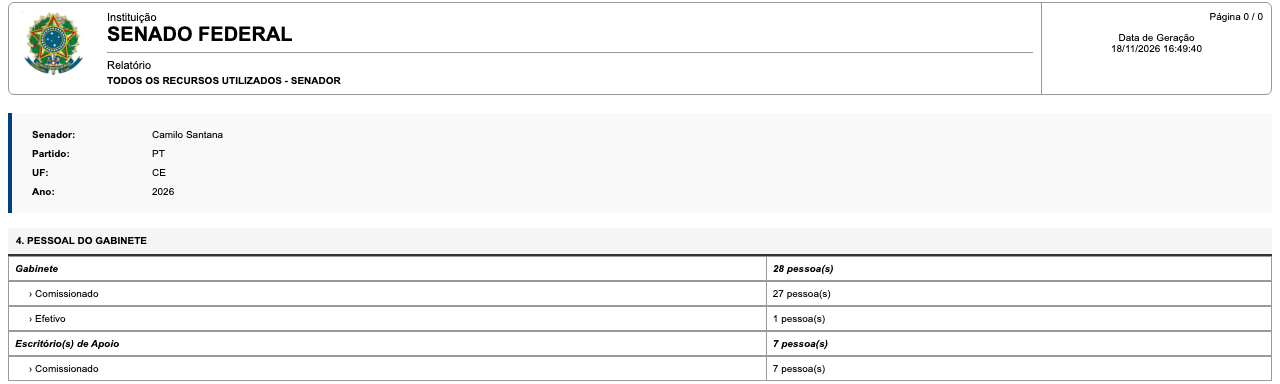 Instituição
SENADO FEDERAL
Relatório
TODOS OS RECURSOS UTILIZADOS - SENADOR
Página 0 / 0
Data de Geração
18/11/2026 16:49:40
Senador: Camilo Santana
Partido: PT
UF: CE
Ano: 2026
4. PESSOAL DO GABINETE
Gabinete 28 pessoa(s)
› Comissionado 27 pessoa(s)
› Efetivo 1 pessoa(s)
Escritório(s) de Apoio 7 pessoa(s)
› Comissionado 7 pessoa(s)